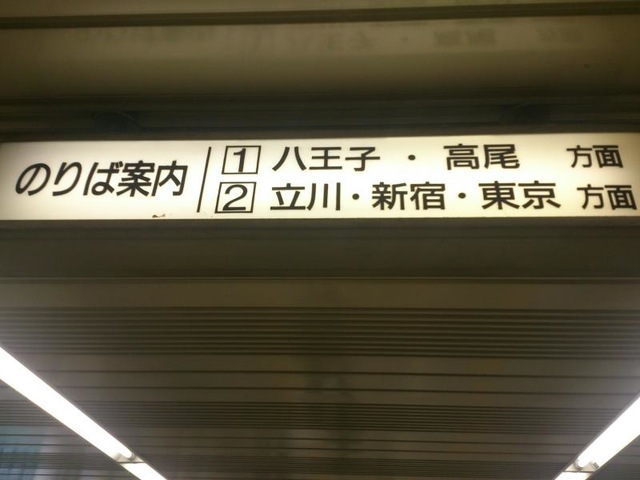 のりば案内
1 八王子・高尾 方面
2 立川・新宿・東京 方面